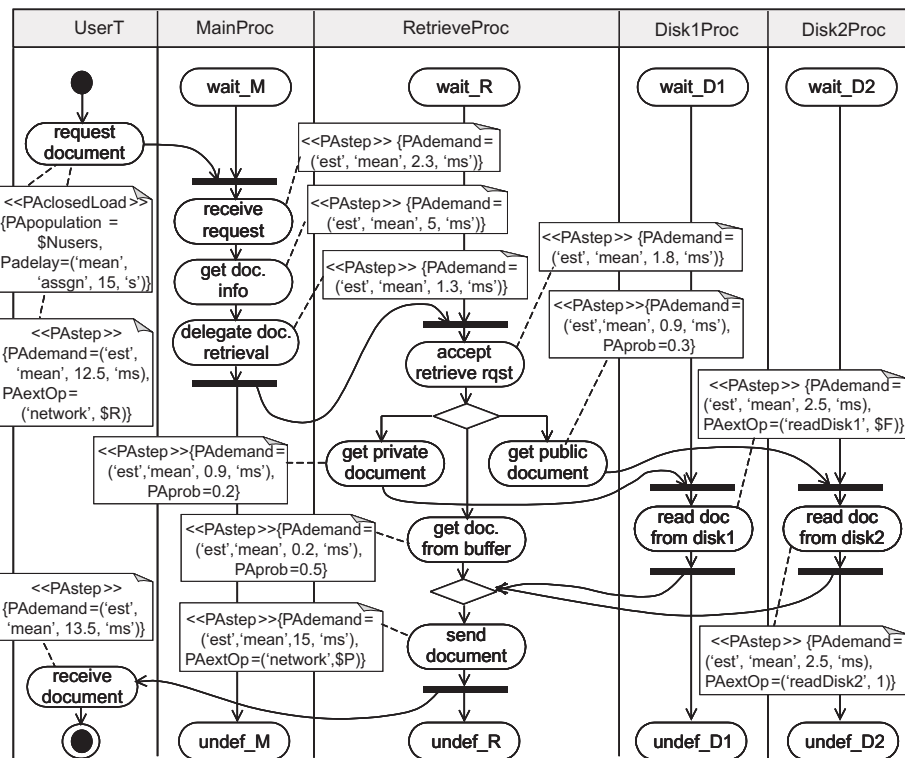 UserT
MainProc
RetrieveProc
Disk1Proc
Disk2Proc
wait_M
wait_R
wait_D1
wait_D2
request
document
<<PAstep>> {PAdemand=
(‘est’, ‘mean’, 2.3, ‘ms’)}
<<PAclosedLoad>>
{PApopulation =
$Nusers,
Padelay=(‘mean’,
‘assgn’, 15, ‘s’)}
receive
request
<<PAstep>> {PAdemand=
(‘est’, ‘mean’, 5, ‘ms’)}
<<PAstep>> {PAdemand=
(‘est’, ‘mean’, 1.8, ‘ms’)}
get doc.
info
<<PAstep>> {PAdemand=
(‘est’, ‘mean’, 1.3, ‘ms’)}
<<PAstep>>{PAdemand=
(‘est’,‘mean’, 0.9, ‘ms’),
PAprob=0.3}
<<PAstep>>
{PAdemand=(‘est’,
‘mean’, 12.5, ‘ms),
PAextOp=
(‘network’, $R)}
delegate doc.
retrieval
accept
retrieve rqst
<<PAstep>> {PAdemand=
(‘est’, ‘mean’, 2.5, ‘ms),
PAextOp=(‘readDisk1’, $F)}
<<PAstep>>{PAdemand=
(‘est’,‘mean’, 0.9, ‘ms’),
PAprob=0.2}
get private
document
get public
document
<<PAstep>>{PAdemand=
(‘est’,‘mean’, 0.2, ‘ms’),
PAprob=0.5}
get doc.
from buffer
read doc
from disk1
read doc
from disk2
<<PAstep>>
{PAdemand=(‘est’,
‘mean’, 13.5, ‘ms’)}
<<PAstep>>{PAdemand=
(‘est’,‘mean’,15, ‘ms’),
PAextOp=(‘network’,$P)}
send
document
<<PAstep>> {PAdemand=
(‘est’, ‘mean’, 2.5, ‘ms),
PAextOp=(‘readDisk2’, 1)}
receive
document
undef_M
undef_R
undef_D1
undef_D2